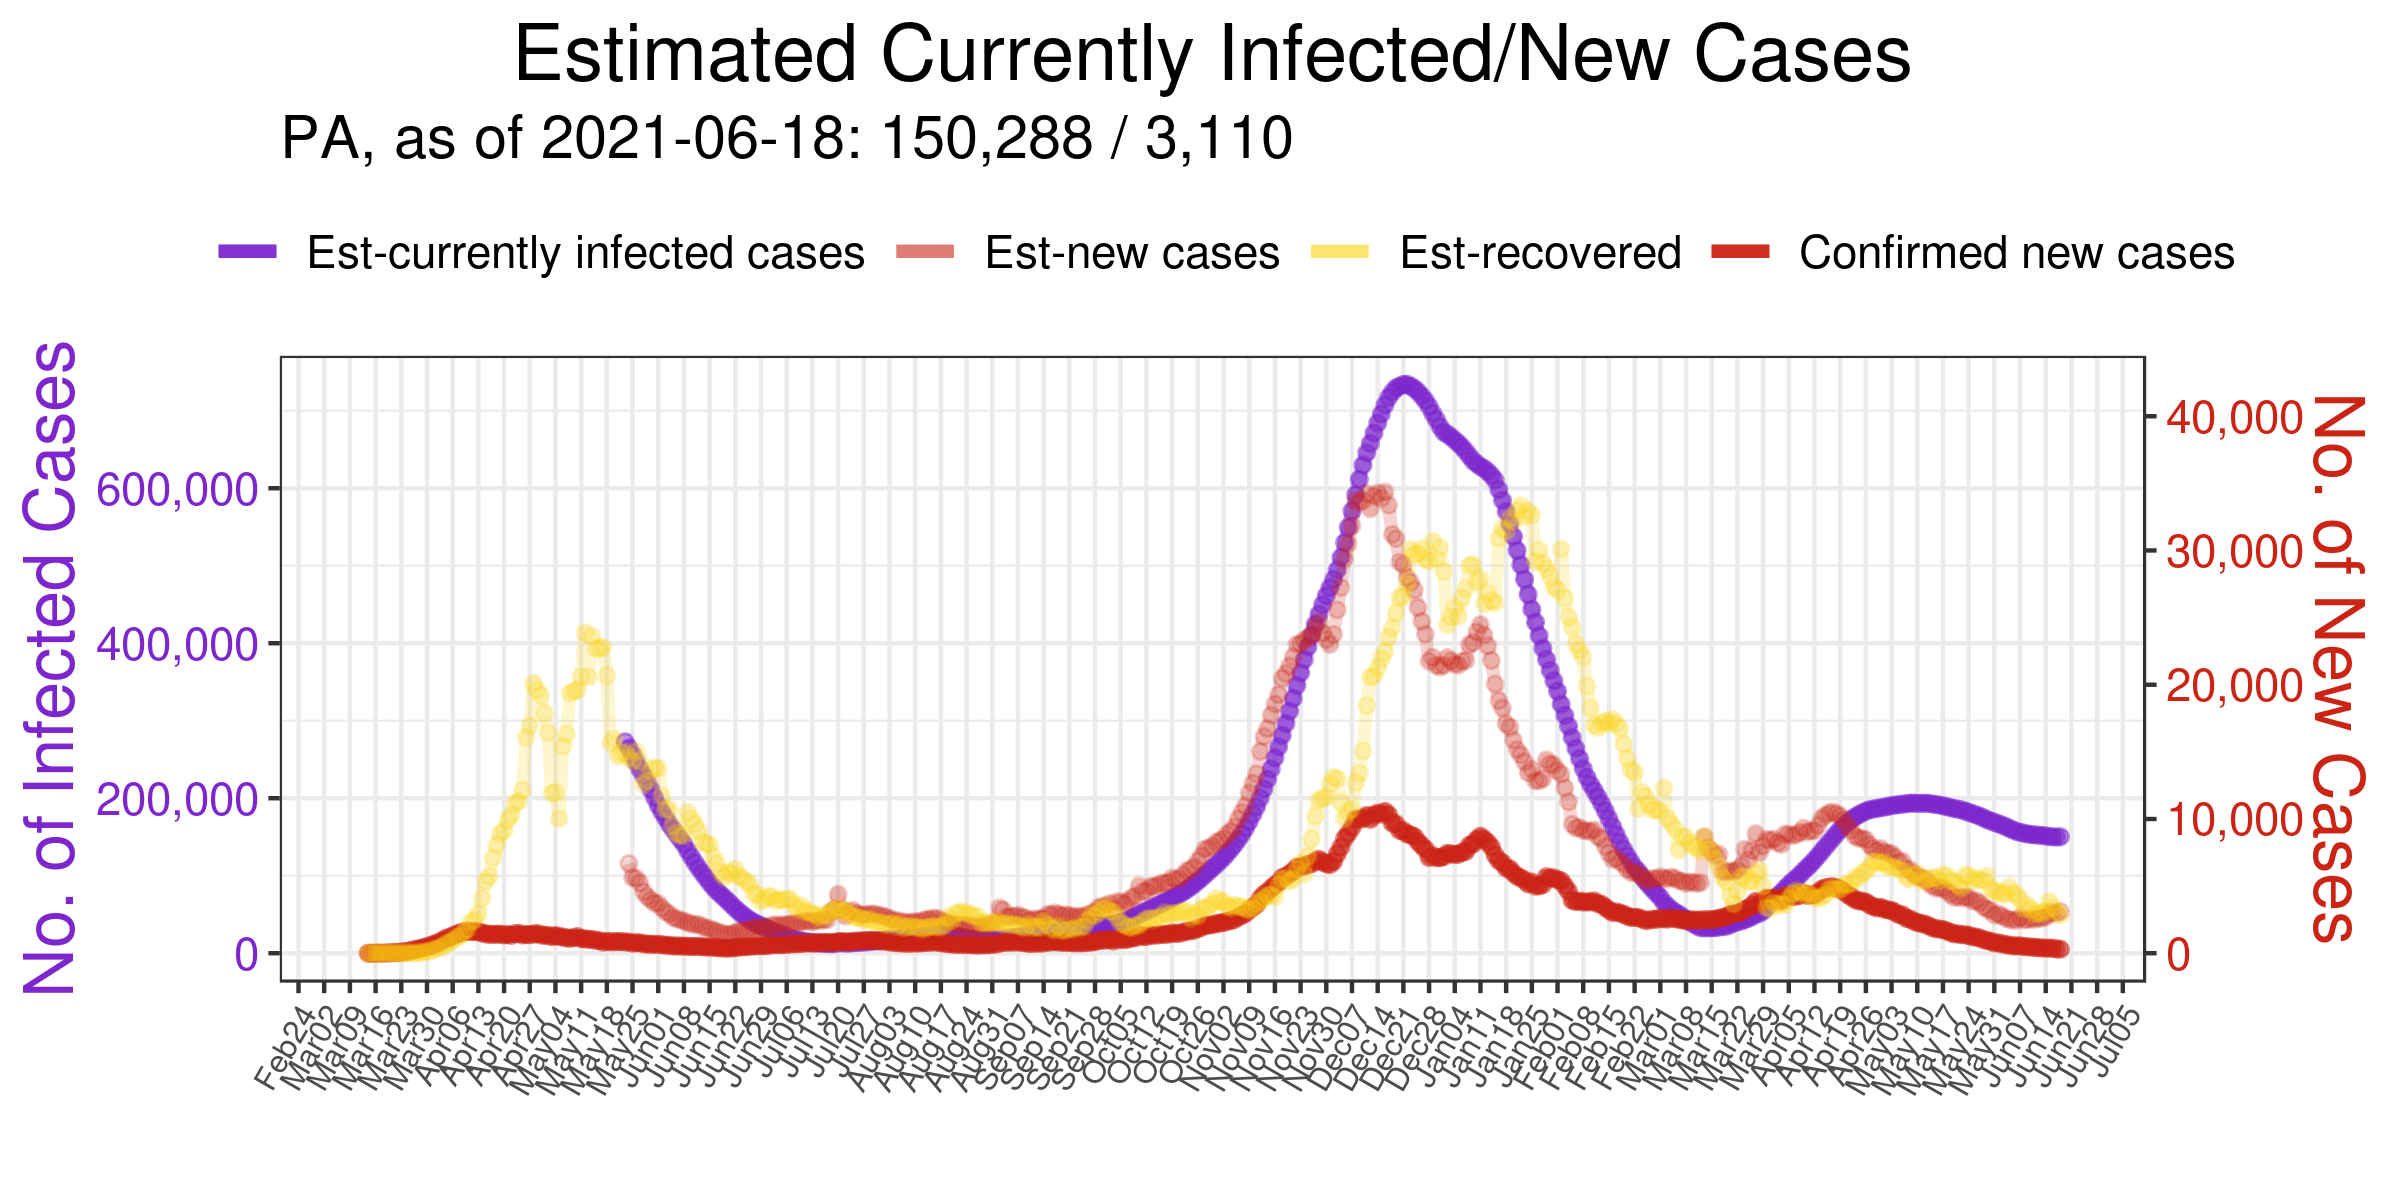 Estimated Currently Infected/New Cases
PA, as of 2021-06-18: 150,288 / 3,110
Est-currently infected cases Est-new cases Est-recovered Confirmed new cases
No. of Infected Cases
600,000
400,000
200,000
0
40,000
30,000
20,000
10,000
0
No. of New Cases
Feb24 Mar02 Mar09 Mar16 Mar23 Mar30 Apr06 Apr13 Apr20 Apr27 May04 May11 May18 May25 Jun01 Jun08 Jun15 Jun22 Jun29 Jul06 Jul13 Jul20 Jul27 Aug03 Aug10 Aug17 Aug24 Aug31 Sep07 Sep14 Sep21 Sep28 Oct05 Oct12 Oct19 Oct26 Nov02 Nov09 Nov16 Nov23 Nov30 Dec07 Dec14 Dec21 Dec28 Jan04 Jan11 Jan18 Jan25 Feb01 Feb08 Feb15 Feb22 Mar01 Mar08 Mar15 Mar22 Mar29 Apr05 Apr12 Apr19 Apr26 May03 May10 May17 May24 May31 Jun07 Jun14 Jun21 Jun28 Jul05